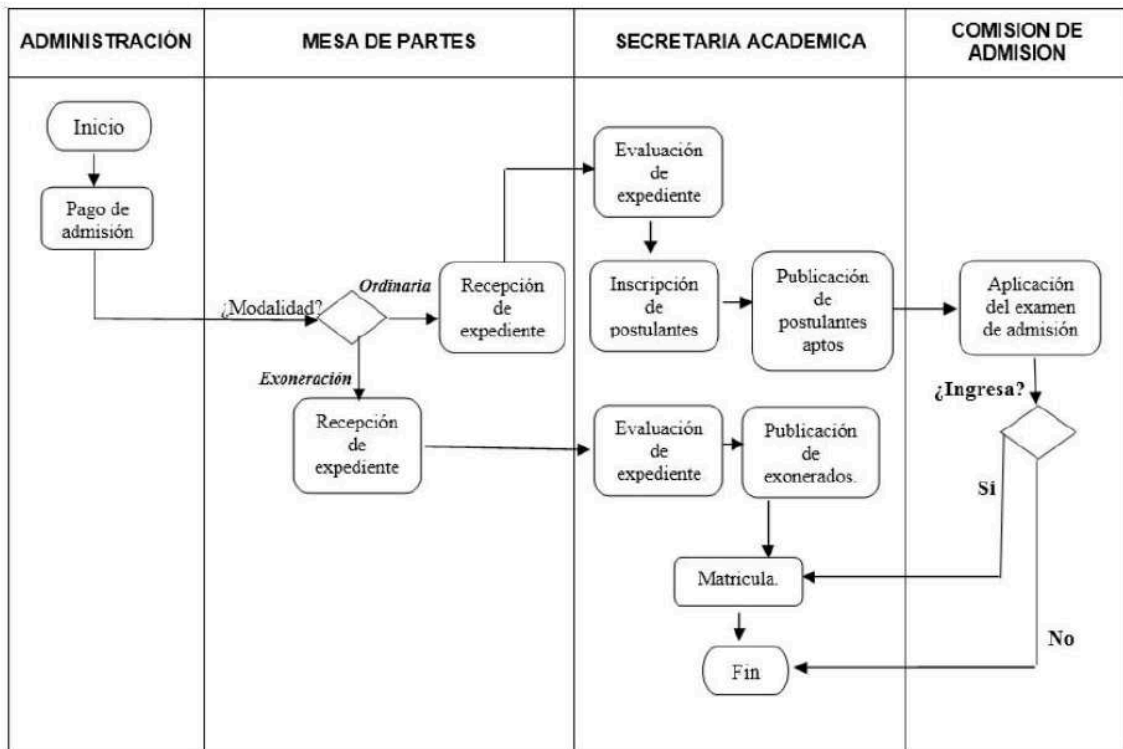 ADMINISTRACIÓN
MESA DE PARTES
SECRETARIA ACADEMICA
COMISION DE
ADMISION
Inicio
Pago de
admisión
¿Modalidad?
Ordinaria
Recepción
de
expediente
Exoneración
Recepción
de
expediente
Evaluación
de
expediente
Inscripción
de
postulantes
Publicación
de
postulantes
aptos
Aplicación
del examen
de admisión
¿Ingresa?
Evaluación
de
expediente
Publicación
de
exonerados.
Si
Matricula.
No
Fin